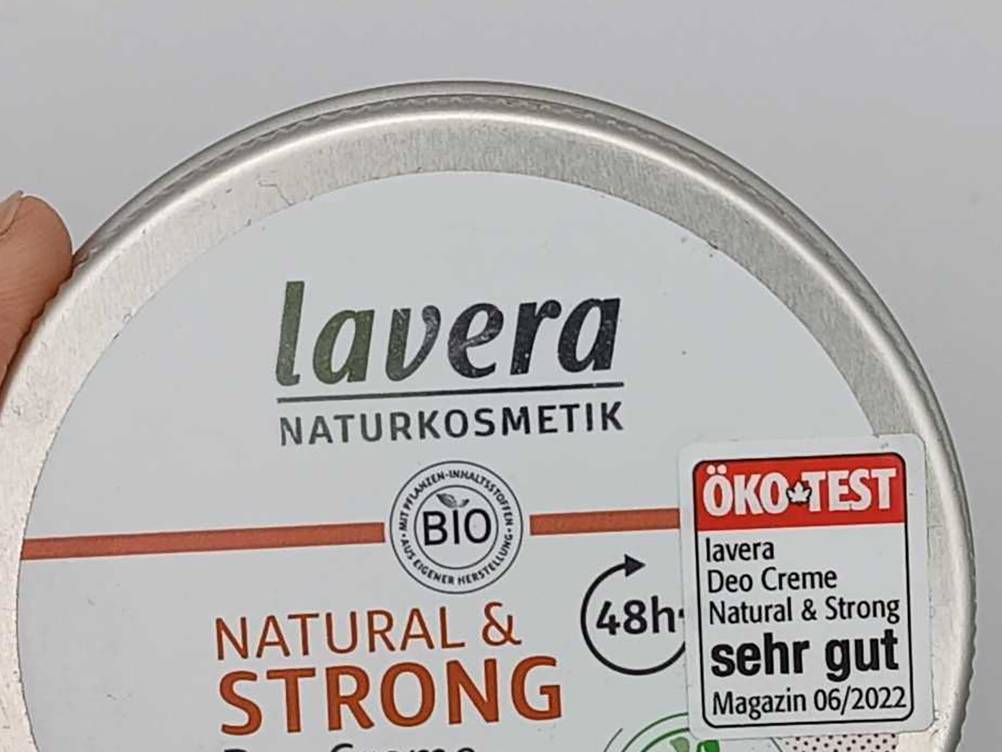 lavera
NATURKOSMETIK
MIT PFLANZEN-INHALTSSTOFFEN
BIO
AUS EIGENER HERSTELLUNG
NATURAL &
STRONG
48h
ÖKO TEST
lavera
Deo Creme
Natural & Strong
sehr gut
Magazin 06/2022